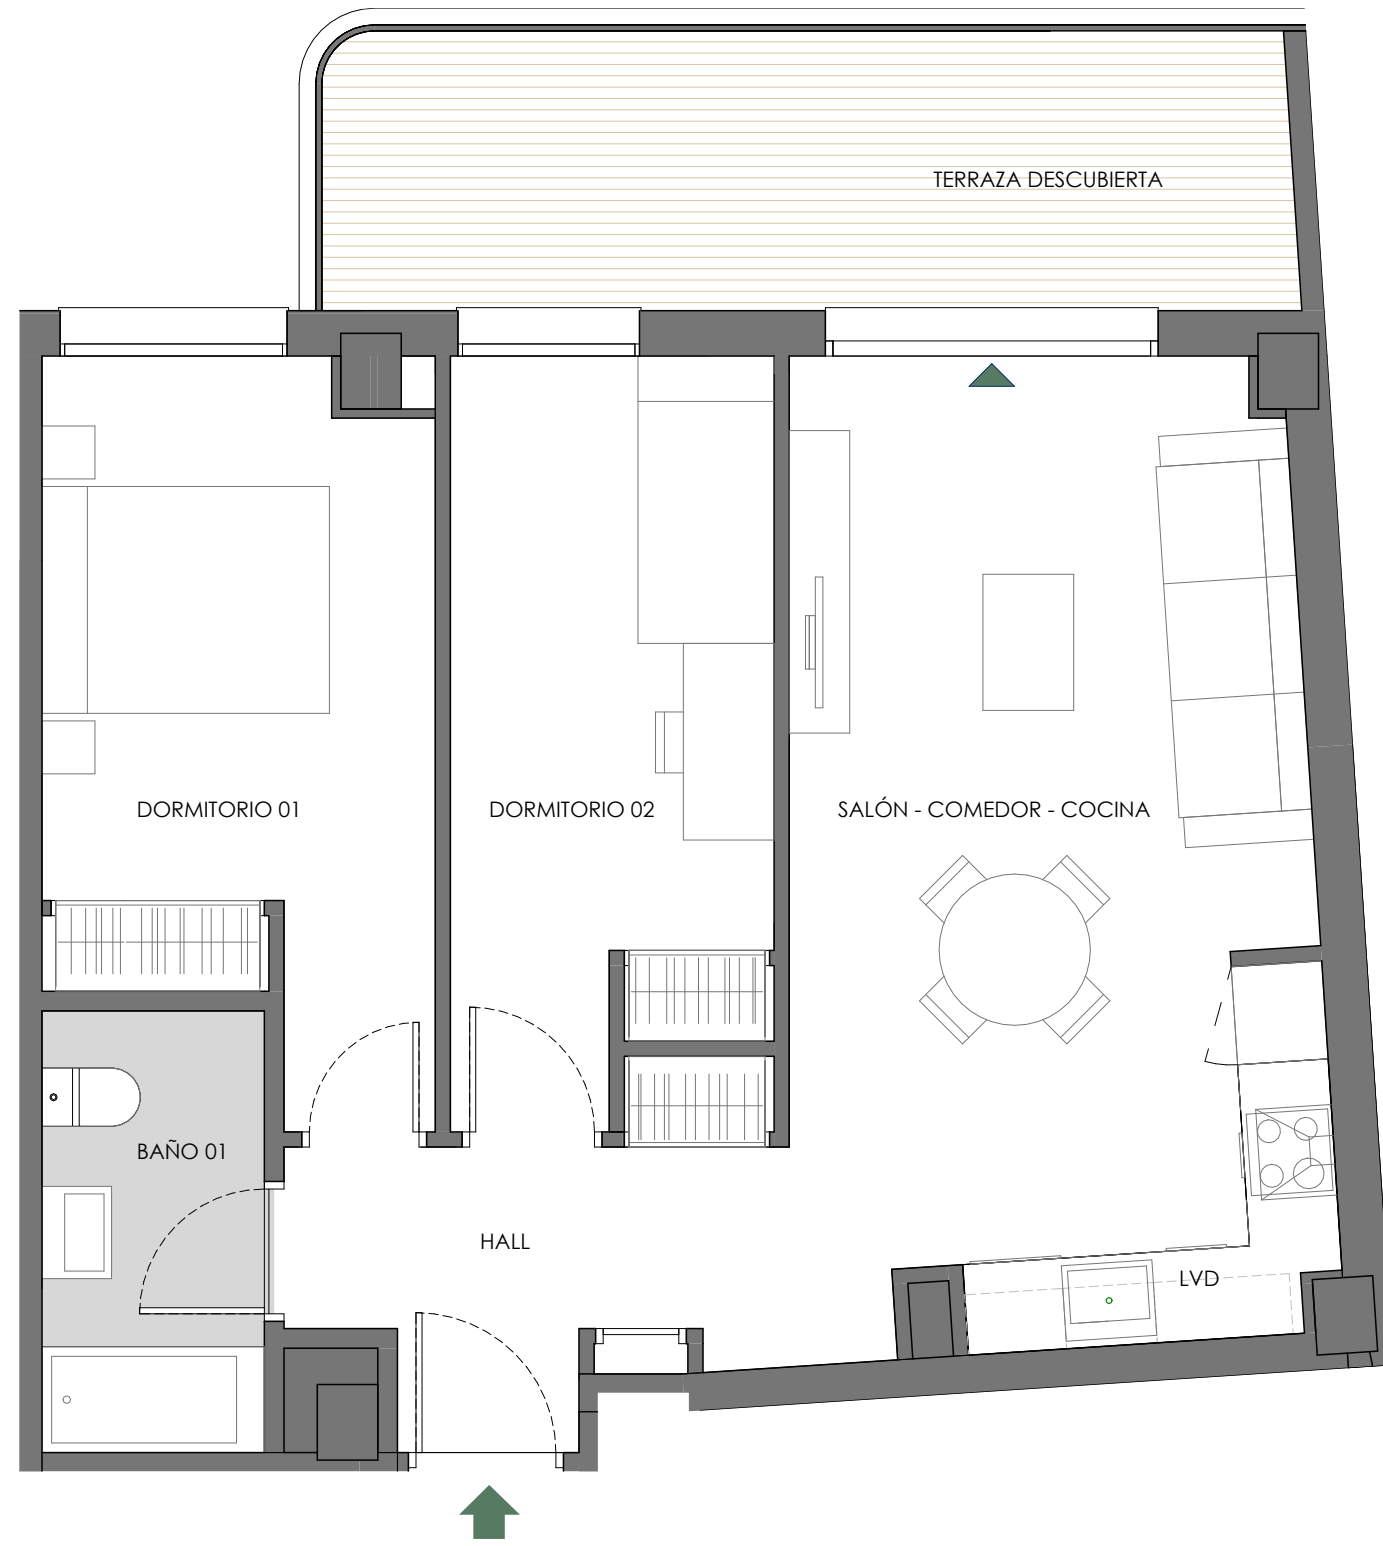 TERRAZA DESCUBIERTA
DORMITORIO 01
DORMITORIO 02
SALÓN - COMEDOR - COCINA
BAÑO 01
HALL
LVD